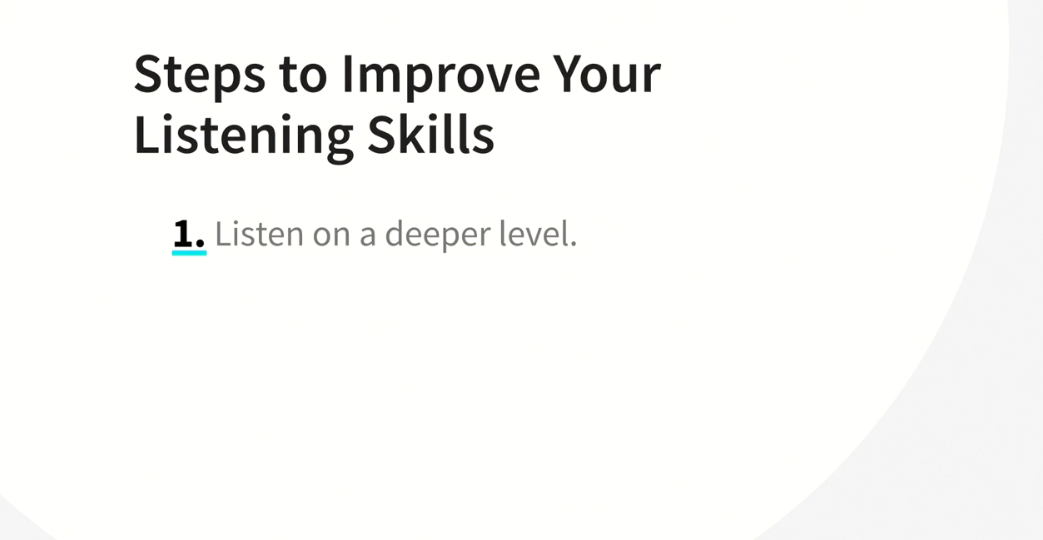 Steps to Improve Your
Listening Skills
1. Listen on a deeper level.